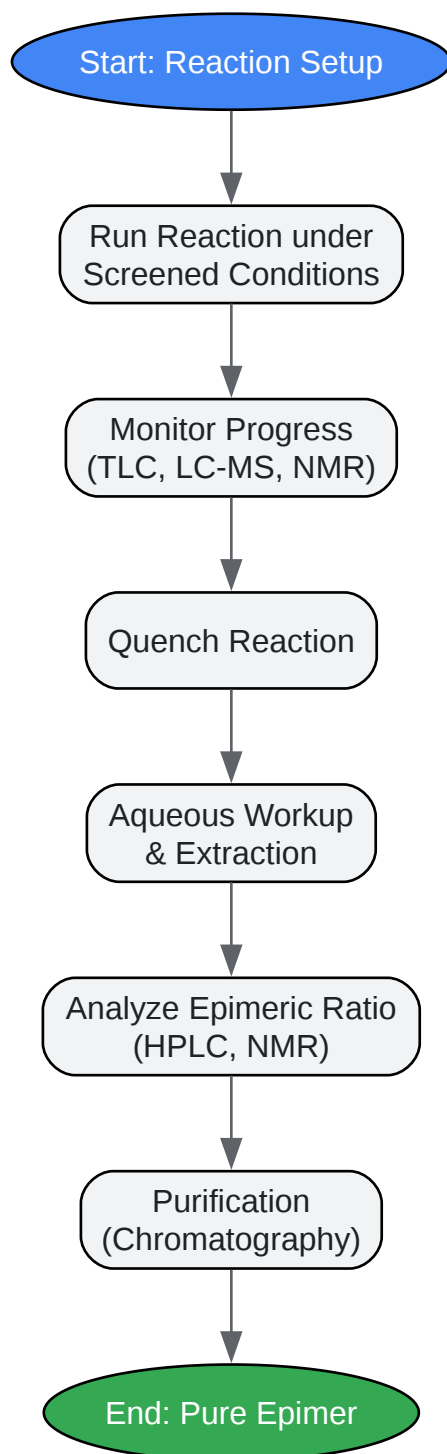 Start: Reaction Setup
Run Reaction under
Screened Conditions
Monitor Progress
(TLC, LC-MS, NMR)
Quench Reaction
Aqueous Workup
& Extraction
Analyze Epimeric Ratio
(HPLC, NMR)
Purification
(Chromatography)
End: Pure Epimer